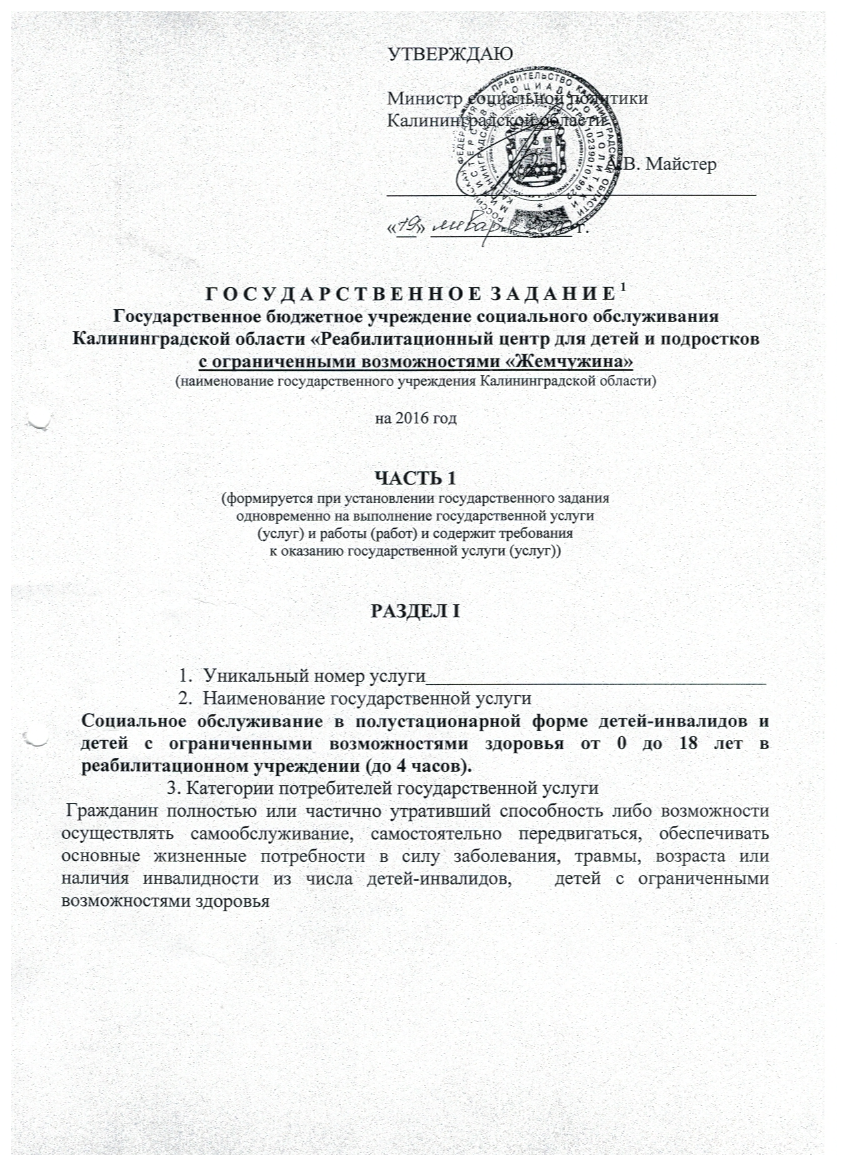 УТВЕРЖДАЮ
Министр социальной политики
Калининградской области
А.В. Майстер
«19» января г.
Г О С У Д А Р С Т В Е Н Н О Е З А Д А Н И Е 1
Государственное бюджетное учреждение социального обслуживания
Калининградской области «Реабилитационный центр для детей и подростков
с ограниченными возможностями «Жемчужина»
(наименование государственного учреждения Калининградской области)
на 2016 год
ЧАСТЬ 1
(формируется при установлении государственного задания
одновременно на выполнение государственной услуги
(услуг) и работы (работ) и содержит требования
к оказанию государственной услуги (услуг))
РАЗДЕЛ I
1. Уникальный номер услуги
2. Наименование государственной услуги
Социальное обслуживание в полустационарной форме детей-инвалидов и
детей с ограниченными возможностями здоровья от 0 до 18 лет в
реабилитационном учреждении (до 4 часов).
3. Категории потребителей государственной услуги
Гражданин полностью или частично утративший способность либо возможности
осуществлять самообслуживание, самостоятельно передвигаться, обеспечивать
основные жизненные потребности в силу заболевания, травмы, возраста или
наличия инвалидности из числа детей-инвалидов, детей с ограниченными
возможностями здоровья